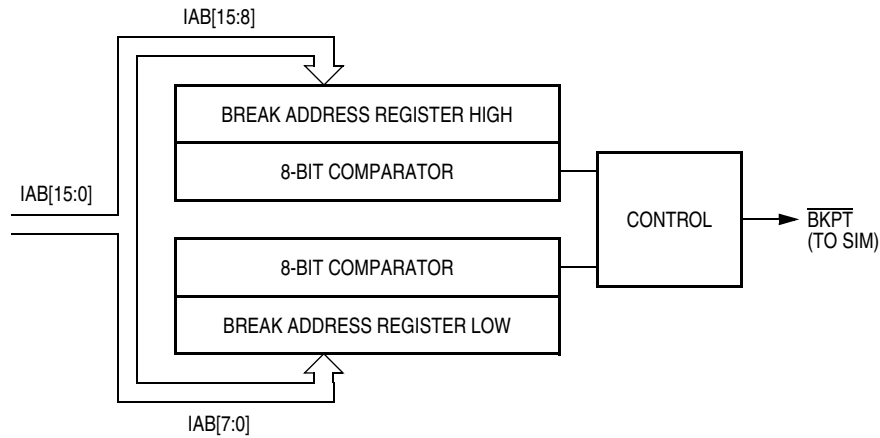 IAB[15:8]
BREAK ADDRESS REGISTER HIGH
8-BIT COMPARATOR
IAB[15:0]
CONTROL
BKPT
(TO SIM)
8-BIT COMPARATOR
BREAK ADDRESS REGISTER LOW
IAB[7:0]